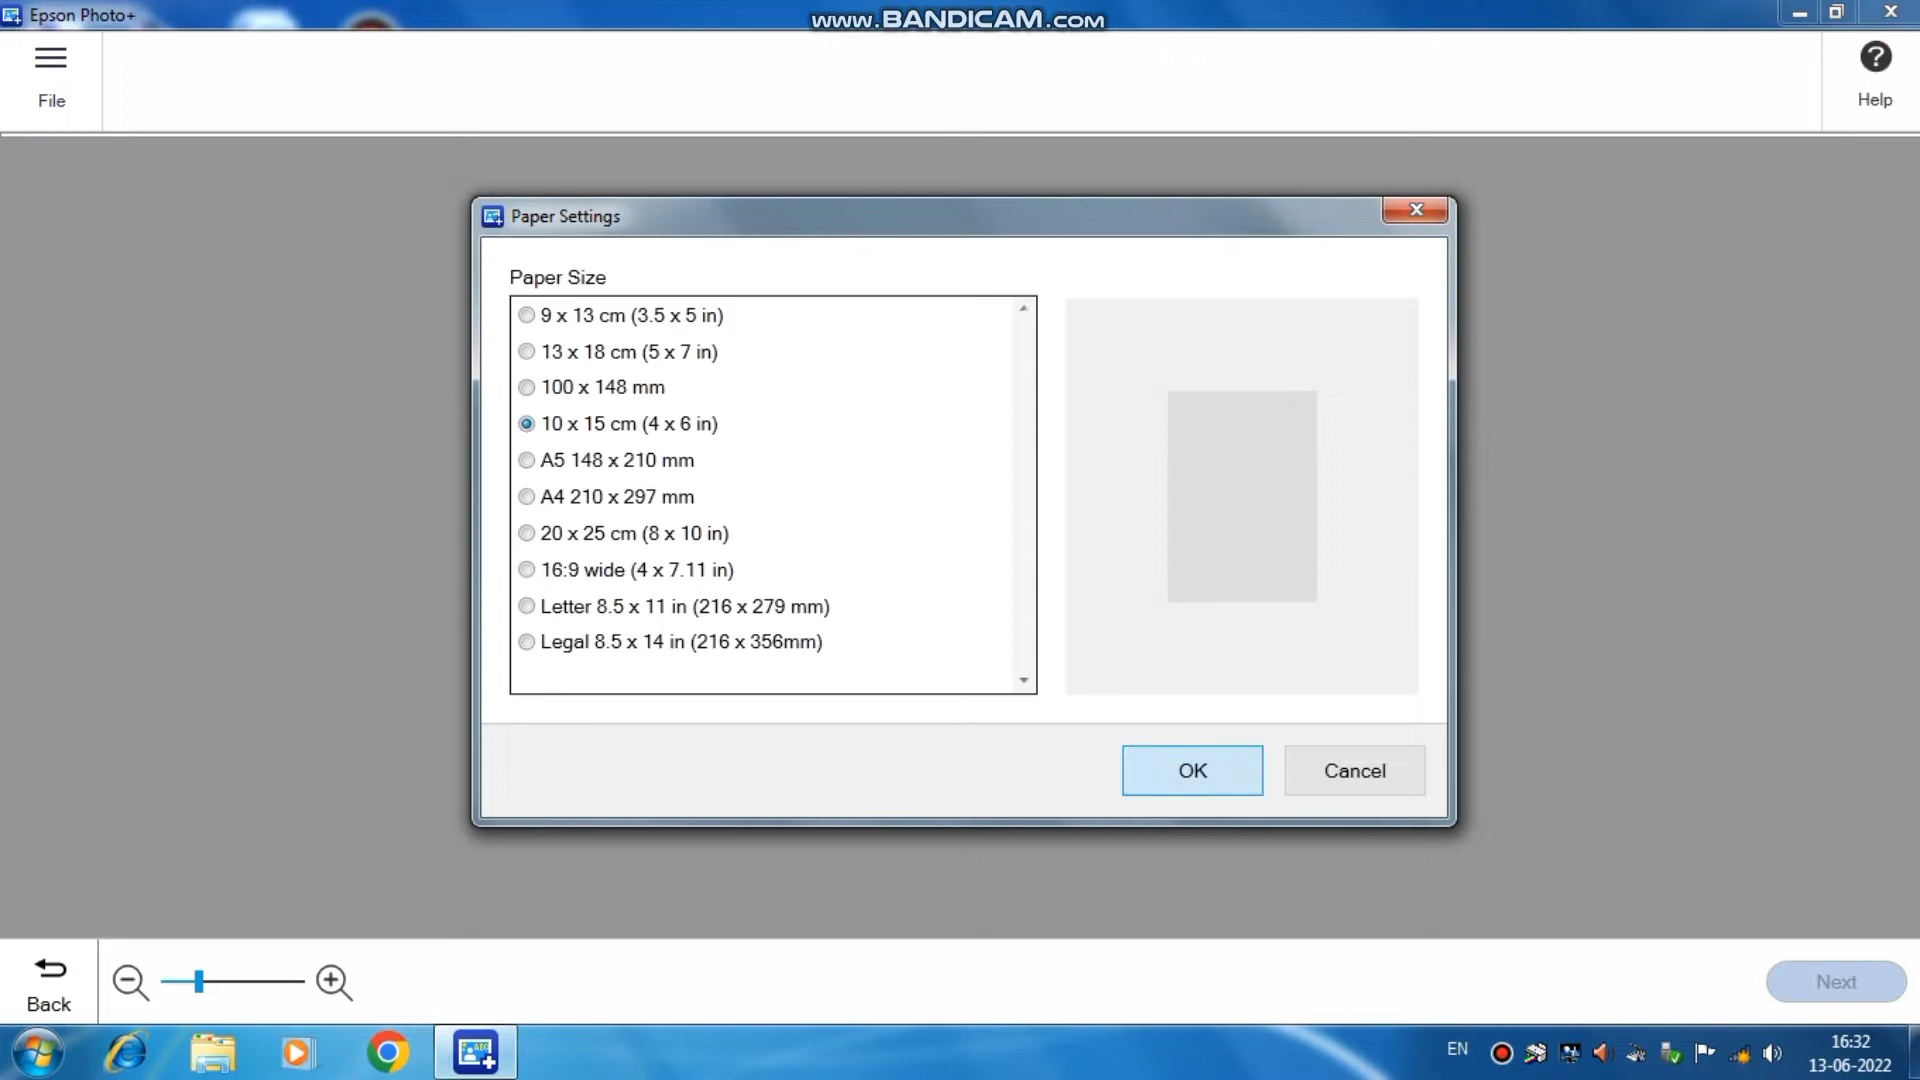 Epson Photo+
www.BANDICAM.com
File
Help
Paper Settings
Paper Size
9 x 13 cm (3.5 x 5 in)
13 x 18 cm (5 x 7 in)
100 x 148 mm
10 x 15 cm (4 x 6 in)
A5 148 x 210 mm
A4 210 x 297 mm
20 x 25 cm (8 x 10 in)
16:9 wide (4 x 7.11 in)
Letter 8.5 x 11 in (216 x 279 mm)
Legal 8.5 x 14 in (216 x 356mm)
OK
Cancel
Back
Next
EN
16:32
13-06-2022